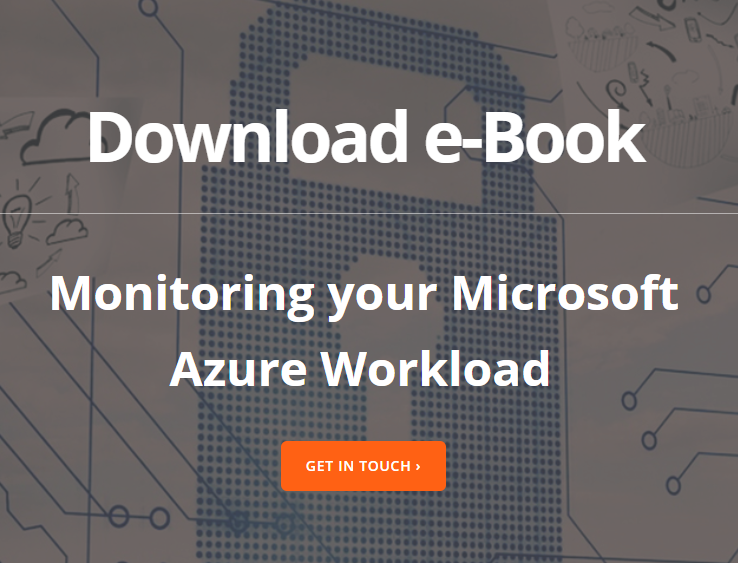 Download e-Book
Monitoring your Microsoft
Azure Workload
GET IN TOUCH ›